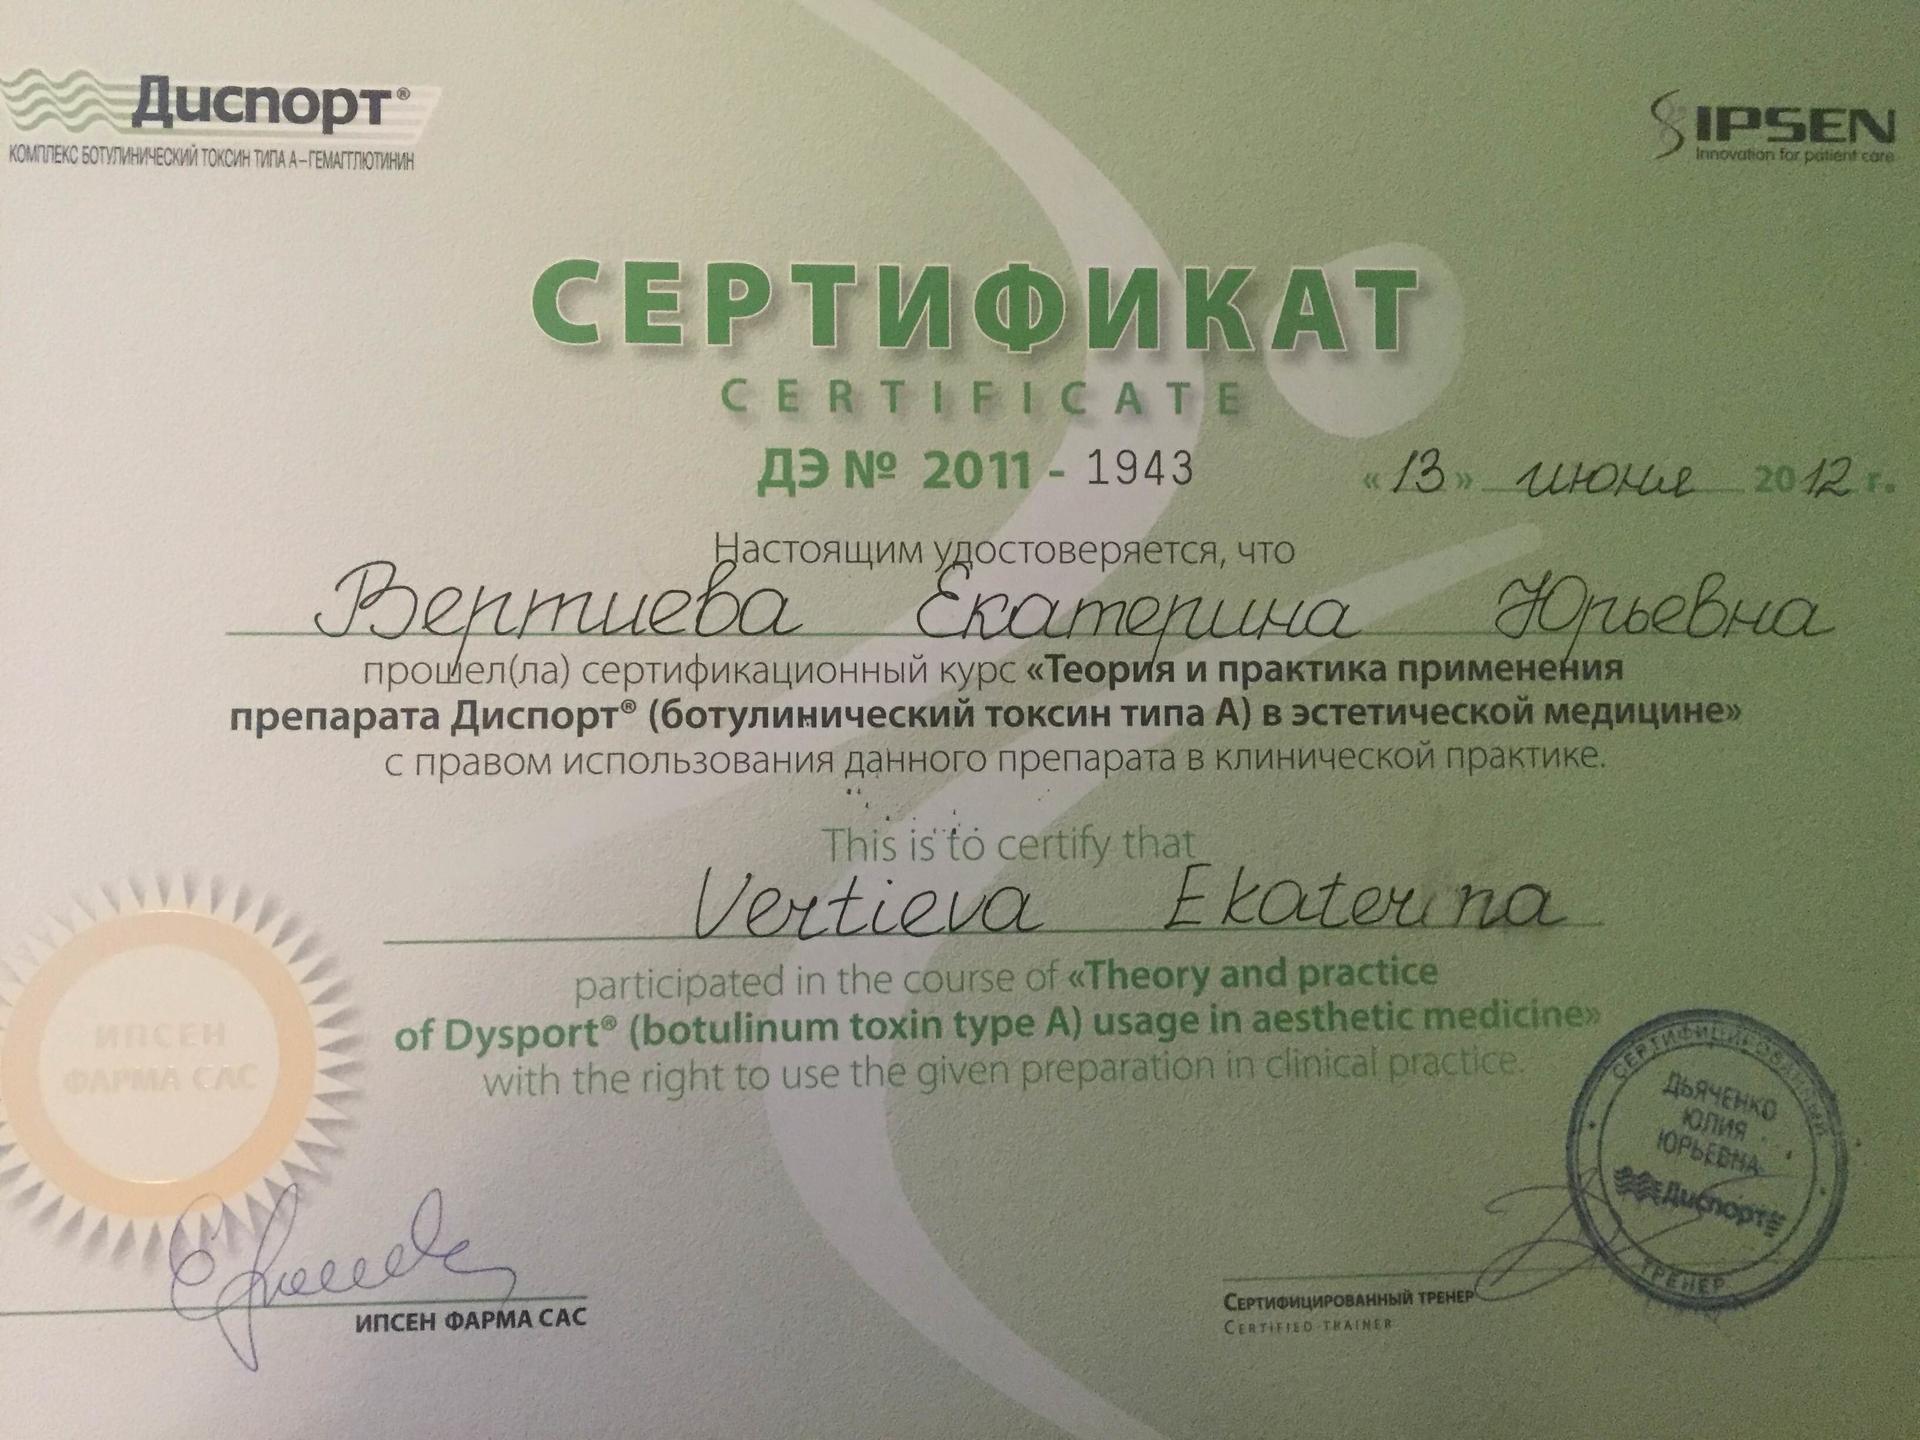 Диспорт®
КОМПЛЕКС БОТУЛИНИЧЕСКИЙ ТОКСИН ТИПА А–ГЕМАГГЛЮТИНИН
IPSEN
Innovation for patient care
СЕРТИФИКАТ
CERTIFICATE
ДЭ № 2011 - 1943
«13» июня 2012 г.
Настоящим удостоверяется, что
Вертиева Екатерина Юрьевна
прошел(ла) сертификационный курс «Теория и практика применения
препарата Диспорт® (ботулинический токсин типа А) в эстетической медицине»
с правом использования данного препарата в клинической практике.
This is to certify that
Vertieva Ekaterina
participated in the course of «Theory and practice
of Dysport® (botulinum toxin type A) usage in aesthetic medicine»
with the right to use the given preparation in clinical practice.
ИПСЕН
ФАРМА САС
СЕРТИФИЦИРОВАННЫЙ
ДЬЯЧЕНКО
ЮЛИЯ
ЮРЬЕВНА
Диспорт
ТРЕНЕР
ИПСЕН ФАРМА САС
СЕРТИФИЦИРОВАННЫЙ ТРЕНЕР
CERTIFIED TRAINER